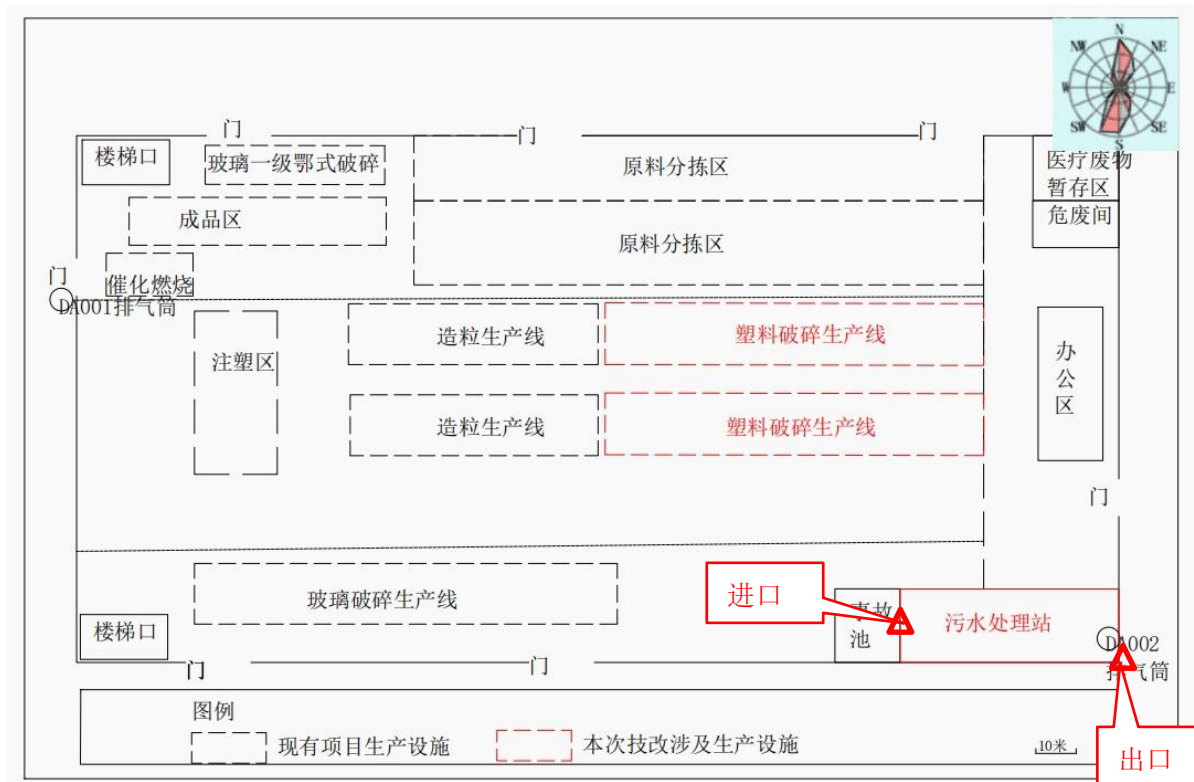 N
NW
NE
W
E
SW
SE
S
门
门
门
楼梯口
玻璃一级鄂式破碎
原料分拣区
医疗废物
暂存区
危废间
成品区
原料分拣区
门
催化燃烧
DA001排气筒
注塑区
造粒生产线
塑料破碎生产线
办
公
区
造粒生产线
塑料破碎生产线
门
玻璃破碎生产线
进口
事故
池
污水处理站
楼梯口
DA002
排气筒
门
门
图例
现有项目生产设施
本次技改涉及生产设施
10米
出口